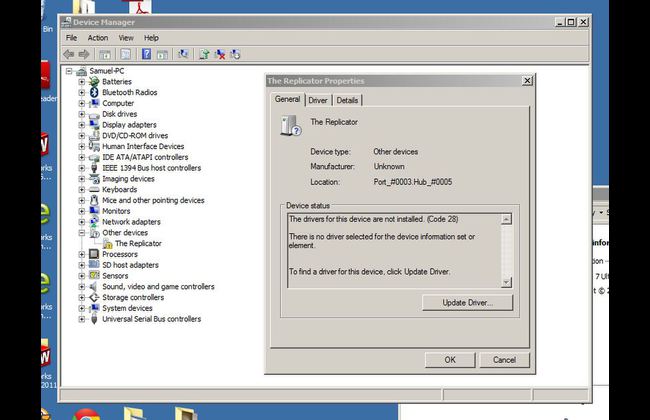 Bin
eader
orks
8
orks
2011
Device Manager
File Action View Help
Samuel-PC
Batteries
Bluetooth Radios
Computer
Disk drives
Display adapters
DVD/CD-ROM drives
Human Interface Devices
IDE ATA/ATAPI controllers
IEEE 1394 Bus host controllers
Imaging devices
Keyboards
Mice and other pointing devices
Monitors
Network adapters
Other devices
The Replicator
Processors
SD host adapters
Sensors
Sound, video and game controllers
Storage controllers
System devices
Universal Serial Bus controllers
The Replicator Properties
General Driver Details
The Replicator
Device type: Other devices
Manufacturer: Unknown
Location: Port_#0003.Hub_#0005
Device status
The drivers for this device are not installed. (Code 28)
There is no driver selected for the device information set or
element.
To find a driver for this device, click Update Driver.
Update Driver...
OK Cancel
infor
7 Ulti